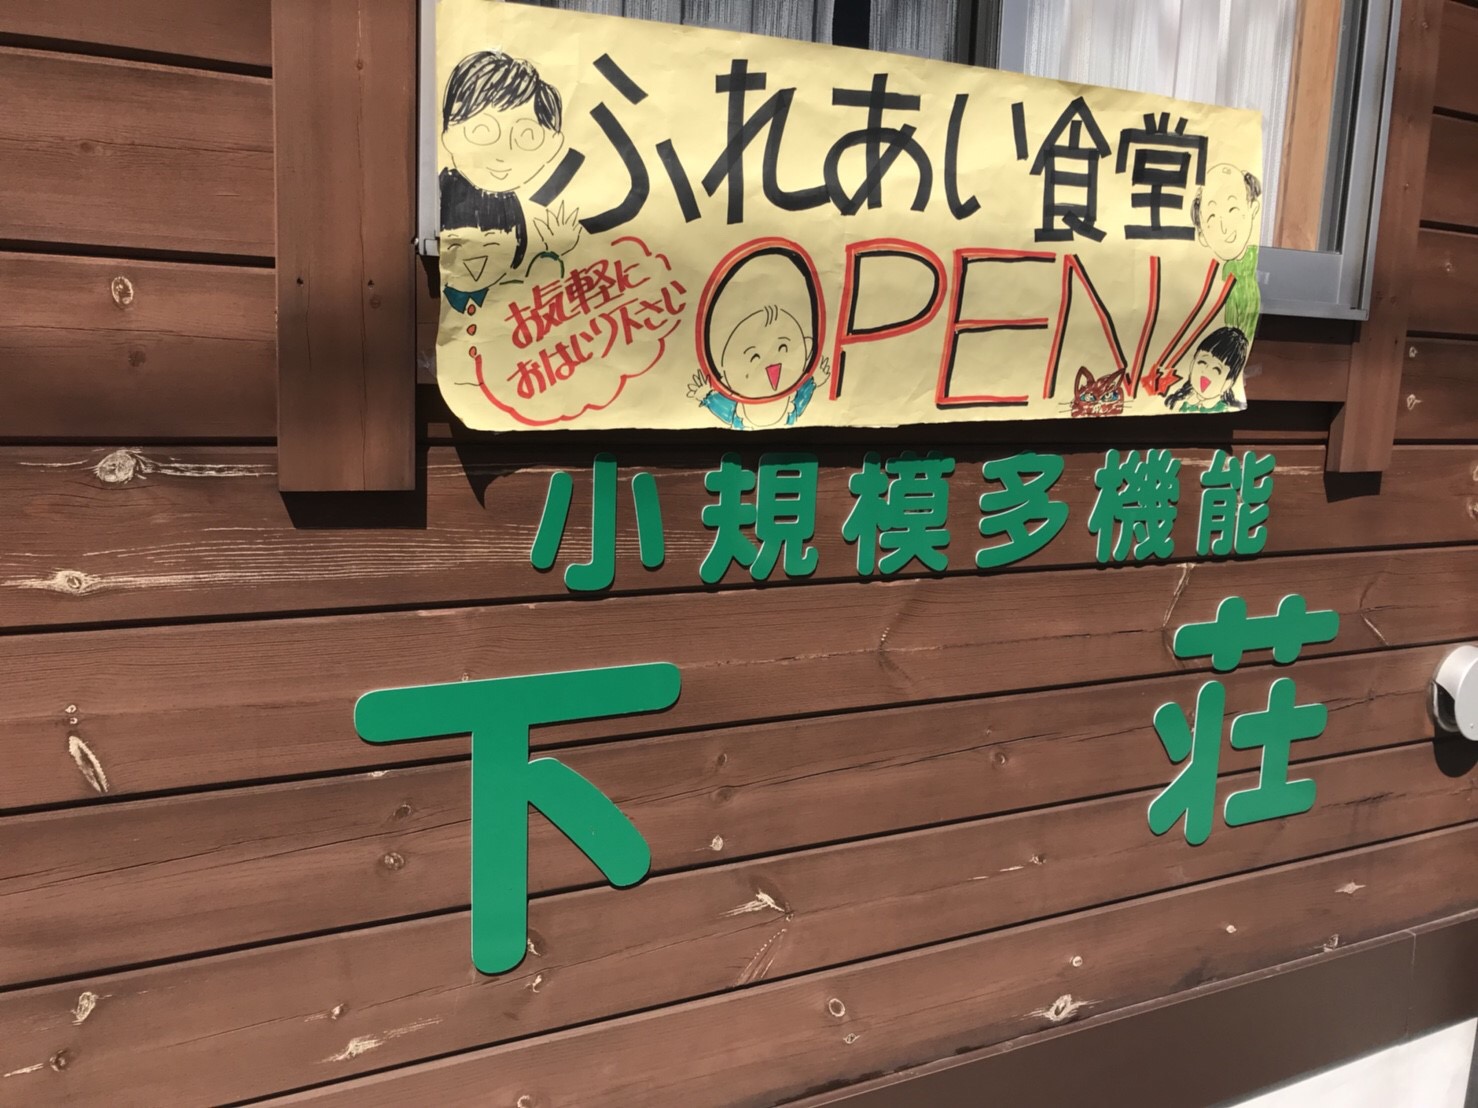 ふれあい食堂
OPEN!!
お気軽に
おはいり下さい
小規模多機能
下 荘